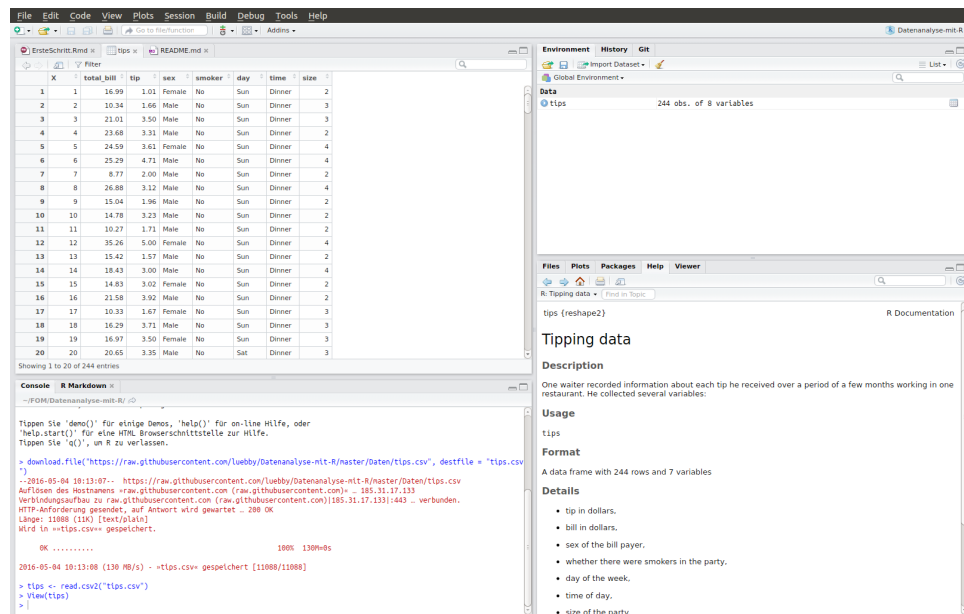 File Edit Code View Plots Session Build Debug Tools Help
Go to file/function Addins Datenanalyse-mit-R
ErsteSchritt.Rmd tips README.md
Filter
X total_bill tip sex smoker day time size
1 1 16.99 1.01 Female No Sun Dinner 2
2 2 10.34 1.66 Male No Sun Dinner 3
3 3 21.01 3.50 Male No Sun Dinner 3
4 4 23.68 3.31 Male No Sun Dinner 2
5 5 24.59 3.61 Female No Sun Dinner 4
6 6 25.29 4.71 Male No Sun Dinner 4
7 7 8.77 2.00 Male No Sun Dinner 2
8 8 26.88 3.12 Male No Sun Dinner 4
9 9 15.04 1.96 Male No Sun Dinner 2
10 10 14.78 3.23 Male No Sun Dinner 2
11 11 10.27 1.71 Male No Sun Dinner 2
12 12 35.26 5.00 Female No Sun Dinner 4
13 13 15.42 1.57 Male No Sun Dinner 2
14 14 18.43 3.00 Male No Sun Dinner 4
15 15 14.83 3.02 Female No Sun Dinner 2
16 16 21.58 3.92 Male No Sun Dinner 2
17 17 10.33 1.67 Female No Sun Dinner 3
18 18 16.29 3.71 Male No Sun Dinner 3
19 19 16.97 3.50 Female No Sun Dinner 3
20 20 20.65 3.35 Male No Sat Dinner 3
Showing 1 to 20 of 244 entries
Console R Markdown
~/FOM/Datenanalyse-mit-R/
Tippen Sie 'demo()' für einige Demos, 'help()' für on-line Hilfe, oder
'help.start()' für eine HTML Browserschnittstelle zur Hilfe.
Tippen Sie 'q()', um R zu verlassen.
> download.file("https://raw.githubusercontent.com/luebby/Datenanalyse-mit-R/master/Daten/tips.csv", destfile = "tips.csv
")
--2016-05-04 10:13:07-- https://raw.githubusercontent.com/luebby/Datenanalyse-mit-R/master/Daten/tips.csv
Auflösen des Hostnamens »raw.githubusercontent.com (raw.githubusercontent.com)« … 185.31.17.133
Verbindungsaufbau zu raw.githubusercontent.com (raw.githubusercontent.com)|185.31.17.133|:443 … verbunden.
HTTP-Anforderung gesendet, auf Antwort wird gewartet … 200 OK
Länge: 11088 (11K) [text/plain]
Wird in »»tips.csv«« gespeichert.
0K .......... 100% 130M=0s
2016-05-04 10:13:08 (130 MB/s) - »tips.csv« gespeichert [11088/11088]
> tips <- read.csv2("tips.csv")
> View(tips)
>
Environment History Git
Import Dataset List
Global Environment
Data
tips 244 obs. of 8 variables
Files Plots Packages Help Viewer
R: Tipping data Find in Topic
tips {reshape2} R Documentation
Tipping data
Description
One waiter recorded information about each tip he received over a period of a few months working in one
restaurant. He collected several variables:
Usage
tips
Format
A data frame with 244 rows and 7 variables
Details
• tip in dollars,
• bill in dollars,
• sex of the bill payer,
• whether there were smokers in the party,
• day of the week,
• time of day,
• size of the party